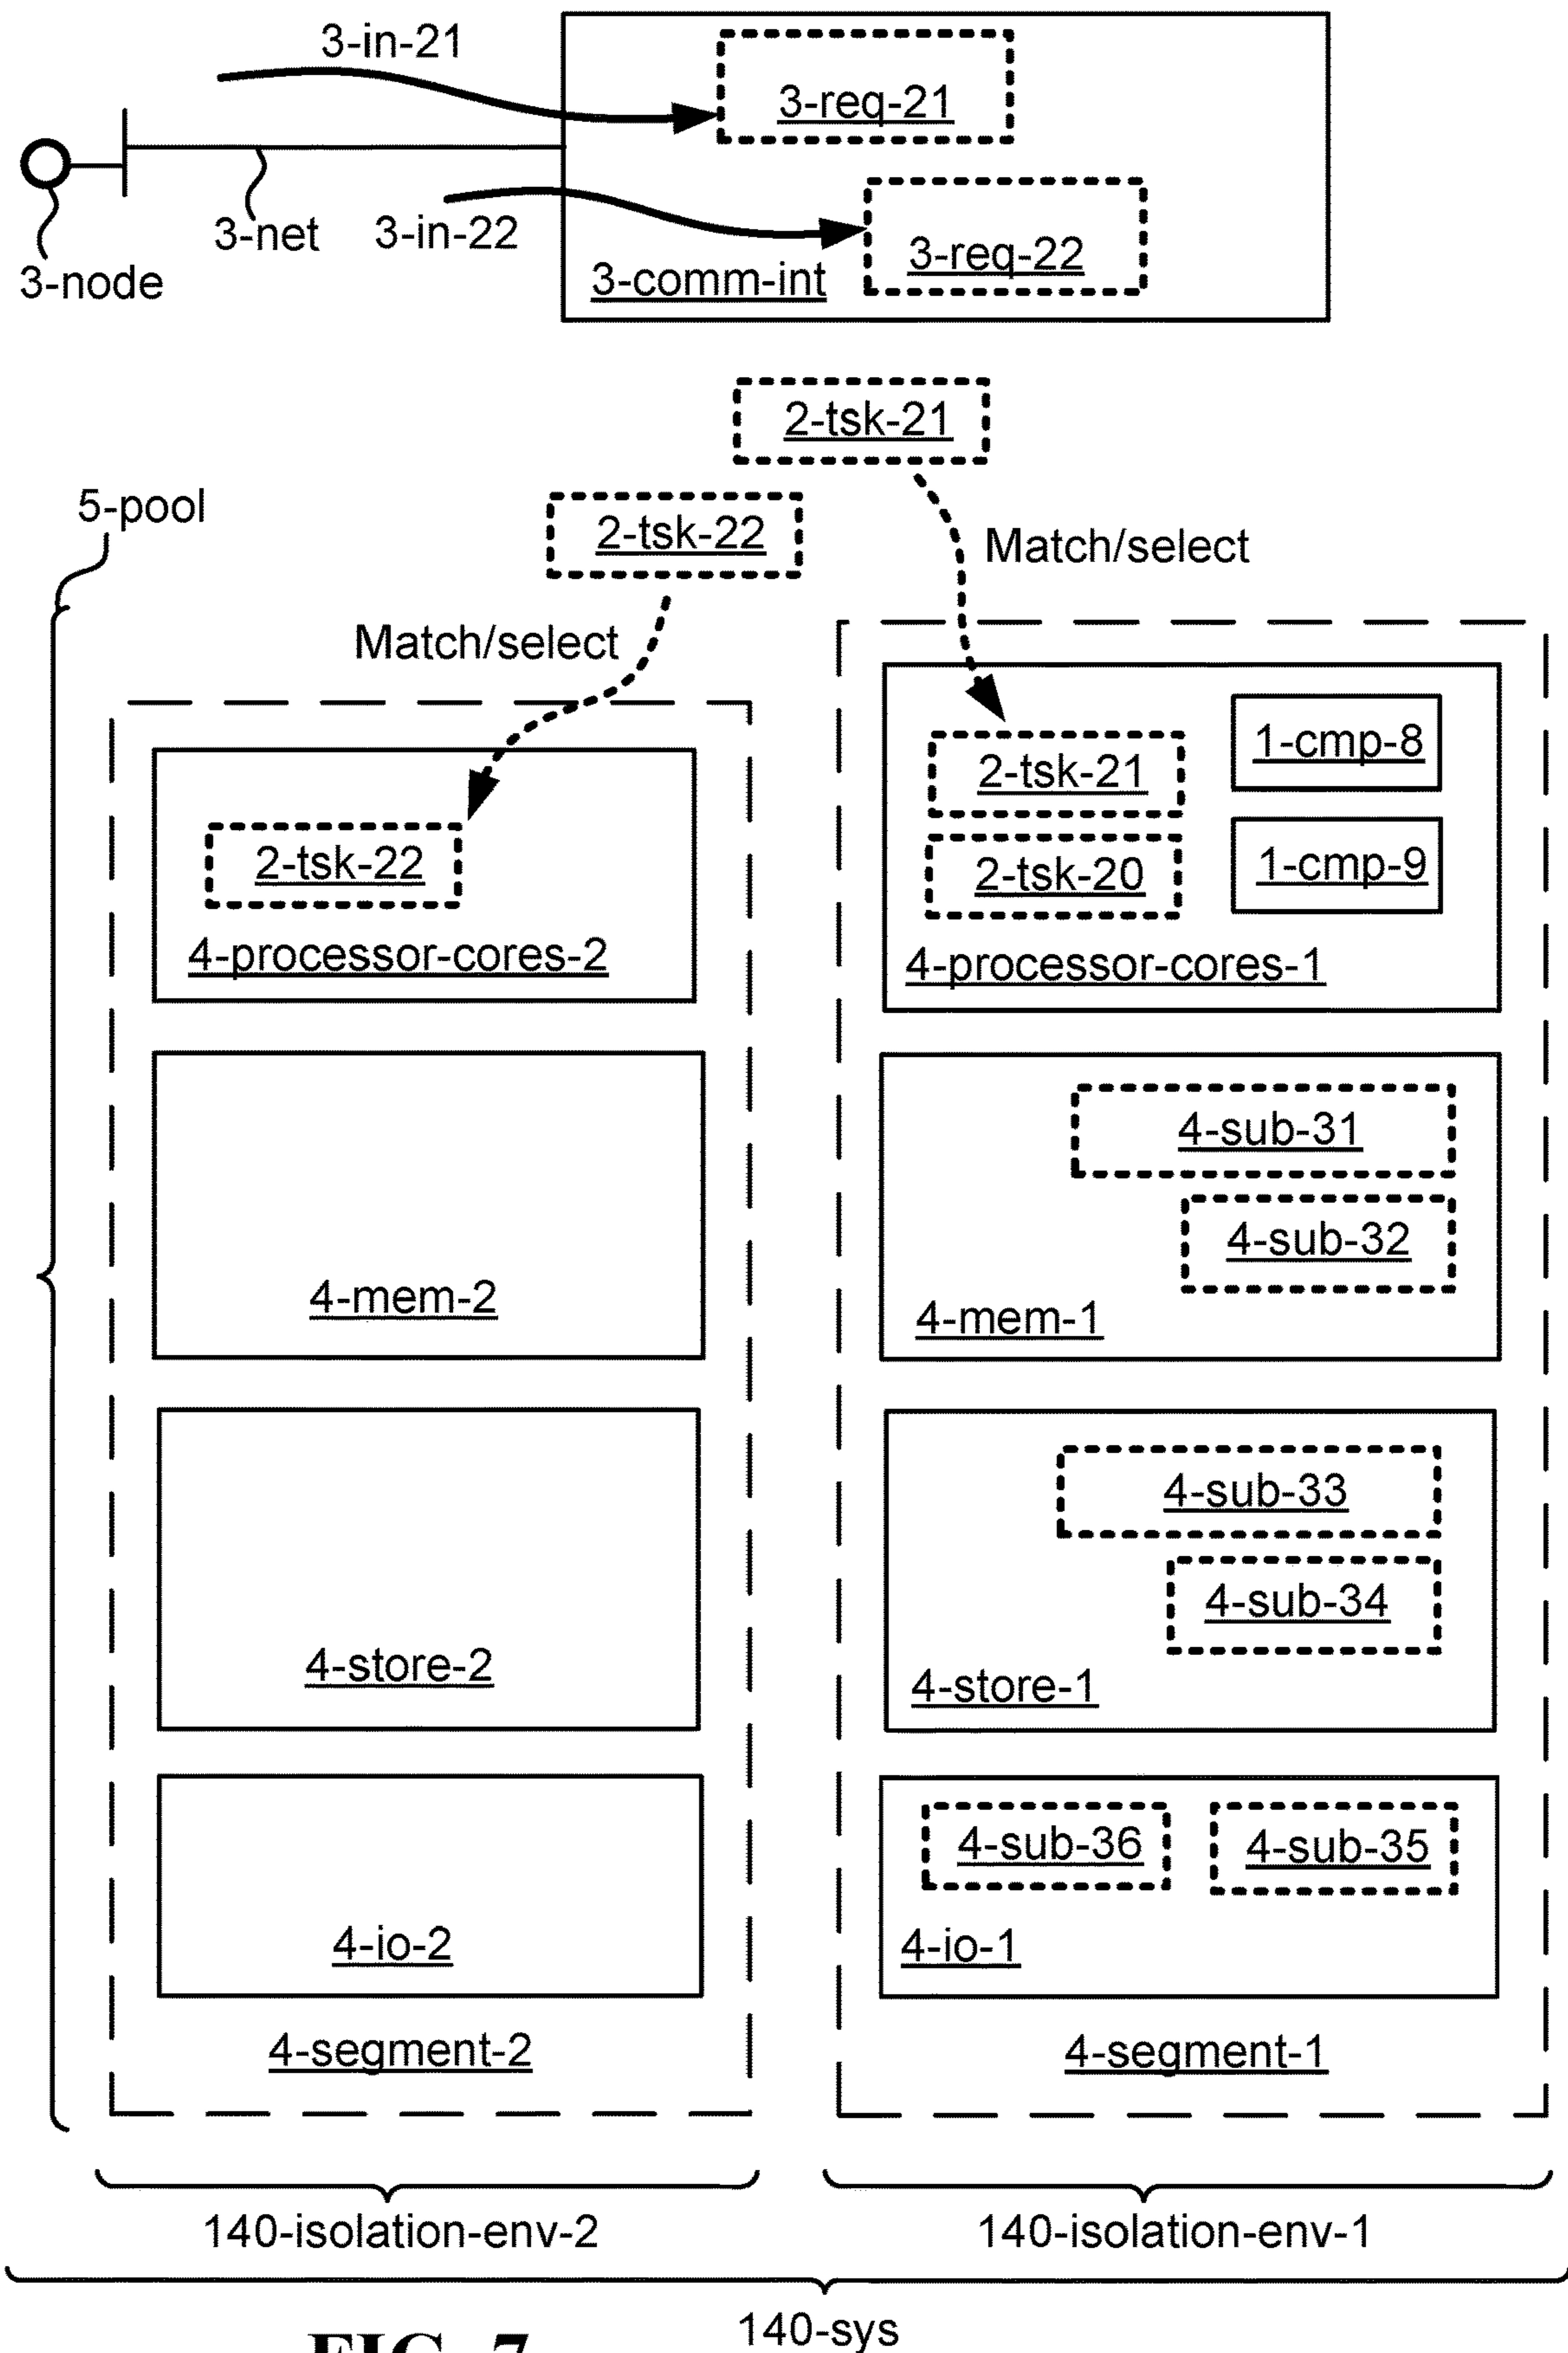 3-in-21
3-req-21
3-net
3-in-22
3-req-22
3-node
3-comm-int
2-tsk-21
5-pool
2-tsk-22
Match/select
Match/select
1-cmp-8
2-tsk-21
2-tsk-22
1-cmp-9
2-tsk-20
4-processor-cores-2
4-processor-cores-1
4-sub-31
4-sub-32
4-mem-2
4-mem-1
4-sub-33
4-sub-34
4-store-2
4-store-1
4-sub-36
4-sub-35
4-io-2
4-io-1
4-segment-2
4-segment-1
140-isolation-env-2
140-isolation-env-1
140-sys
FIG. 7